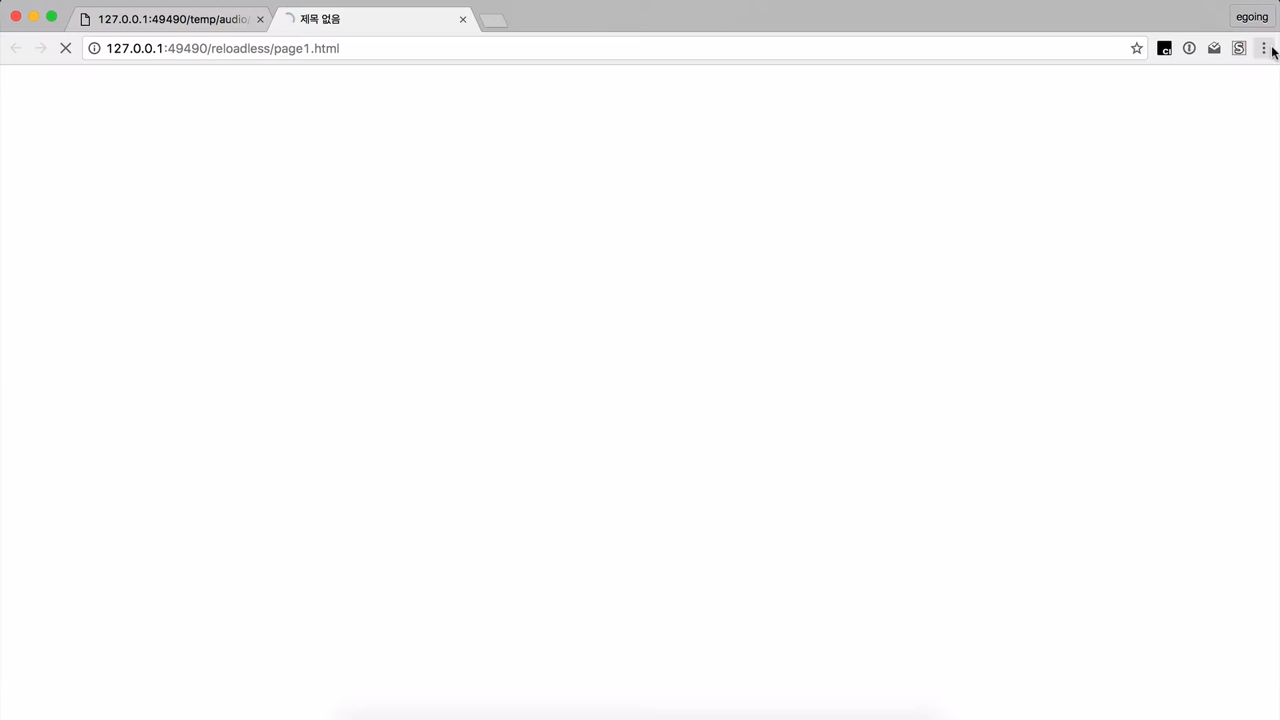 127.0.0.1:49490/temp/audio/
제목 없음
egoing
127.0.0.1:49490/reloadless/page1.html
CI
S